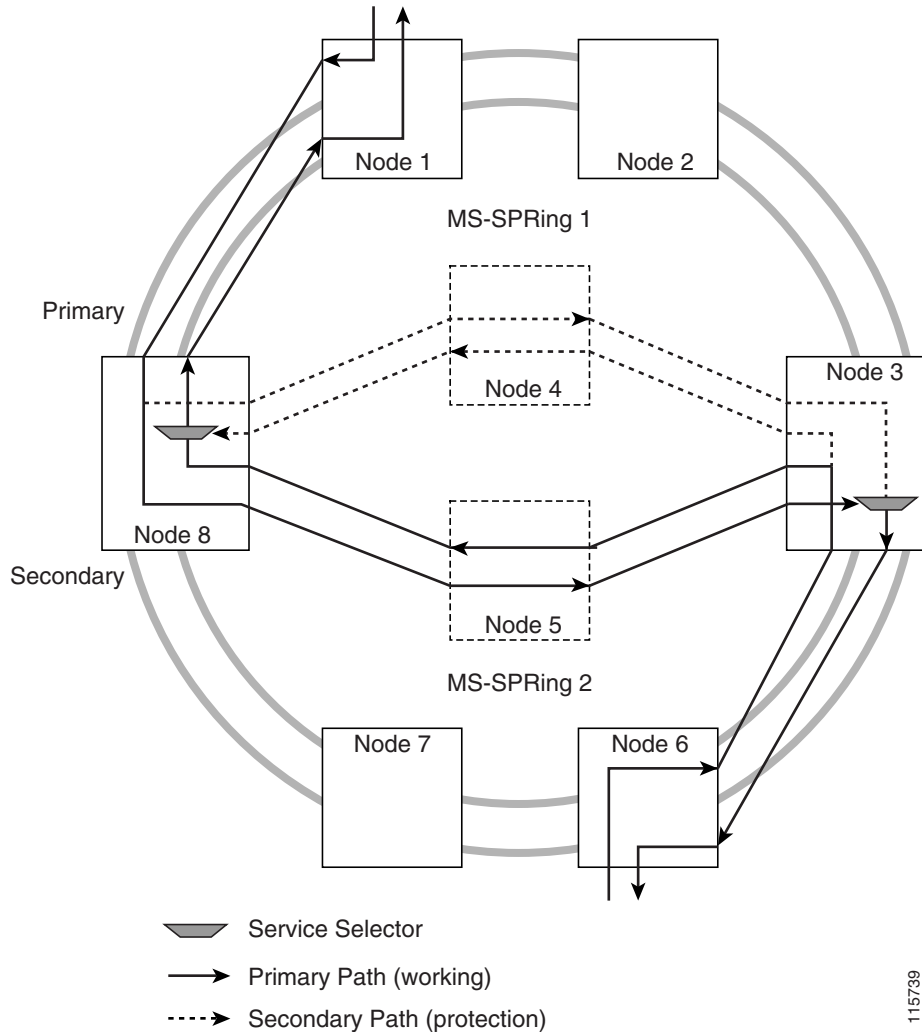 Node 1
Node 2
MS-SPRing 1
Primary
Node 4
Node 3
Node 8
Secondary
Node 5
MS-SPRing 2
Node 7
Node 6
Service Selector
Primary Path (working)
Secondary Path (protection)
115739